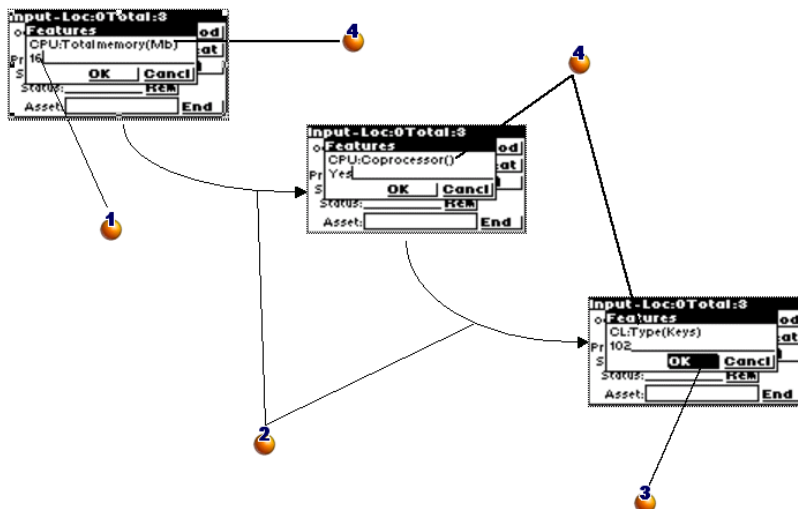 Input-Loc:0Total:3
Features
od
CPU:Totalmemory(Mb)
at
Pr
16
OK
Cancl
Status:
Rem
Asset:
End
4
1
Input-Loc:0Total:3
Features
od
CPU:Coprocessor()
at
Pr
Yes
S
OK
Cancl
Status:
Rem
Asset:
End
4
2
Input-Loc:0Total:3
Features
od
CL:Type(Keys)
at
Pr
102
S
OK
Cancl
Status:
Rem
Asset:
End
3